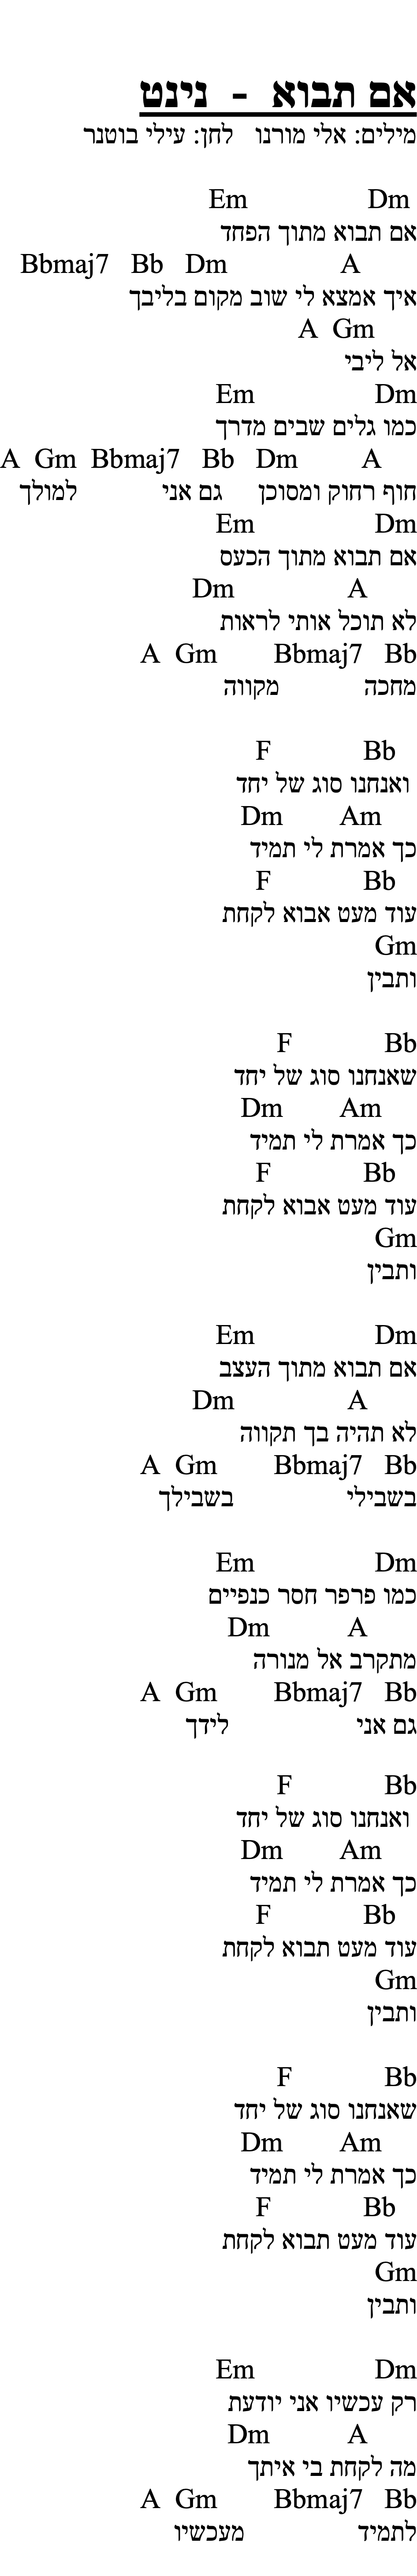 אם תבוא - נינט
מילים: אלי מורנו לחן: עילי בוטנר
Em Dm
אם תבוא מתוך הפחד
Bbmaj7 Bb Dm A
איך אמצא לי שוב מקום בליבך
A Gm
אל ליבי
Em Dm
כמו גלים שבים מדרך
A Gm Bbmaj7 Bb Dm A
חוף רחוק ומסוכן גם אני למולך
Em Dm
אם תבוא מתוך הכעס
Dm A
לא תוכל אותי לראות
A Gm Bbmaj7 Bb
מחכה מקווה
F Bb
ואנחנו סוג של יחד
Dm Am
כך אמרת לי תמיד
F Bb
עוד מעט אבוא לקחת
Gm
ותבין
F Bb
שאנחנו סוג של יחד
Dm Am
כך אמרת לי תמיד
F Bb
עוד מעט אבוא לקחת
Gm
ותבין
Em Dm
אם תבוא מתוך העצב
Dm A
לא תהיה בך תקווה
A Gm Bbmaj7 Bb
בשבילי בשבילך
Em Dm
כמו פרפר חסר כנפיים
Dm A
מתקרב אל מנורה
A Gm Bbmaj7 Bb
גם אני לידך
F Bb
ואנחנו סוג של יחד
Dm Am
כך אמרת לי תמיד
F Bb
עוד מעט תבוא לקחת
Gm
ותבין
F Bb
שאנחנו סוג של יחד
Dm Am
כך אמרת לי תמיד
F Bb
עוד מעט תבוא לקחת
Gm
ותבין
Em Dm
רק עכשיו אני יודעת
Dm A
מה לקחת בי איתך
A Gm Bbmaj7 Bb
לתמיד מעכשיו